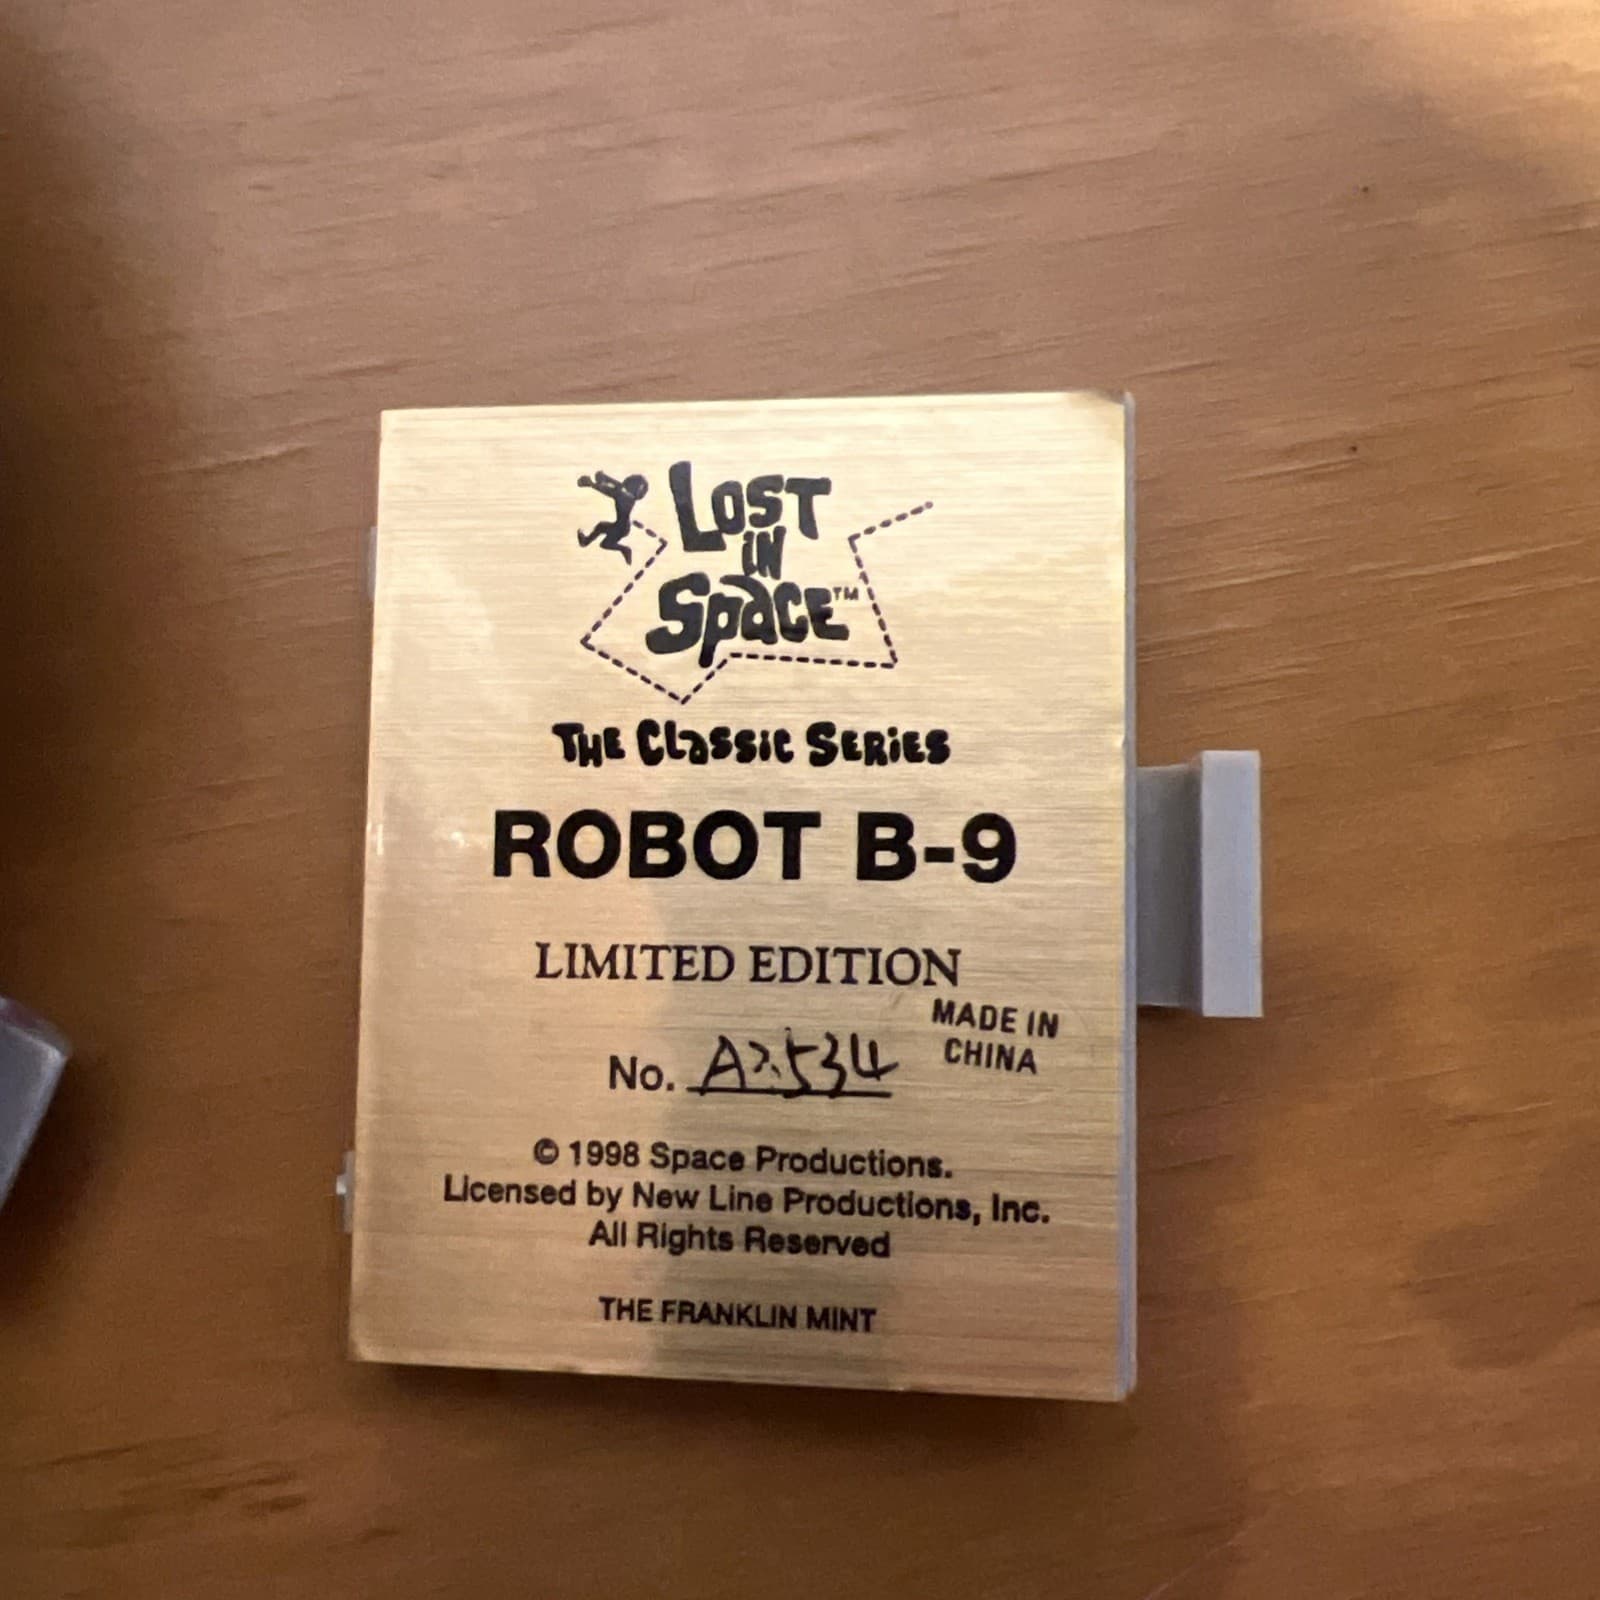 LOST
IN
SPACE™
THE CLASSIC SERIES
ROBOT B-9
LIMITED EDITION
MADE IN
CHINA
No. A2534
© 1998 Space Productions.
Licensed by New Line Productions, Inc.
All Rights Reserved
THE FRANKLIN MINT